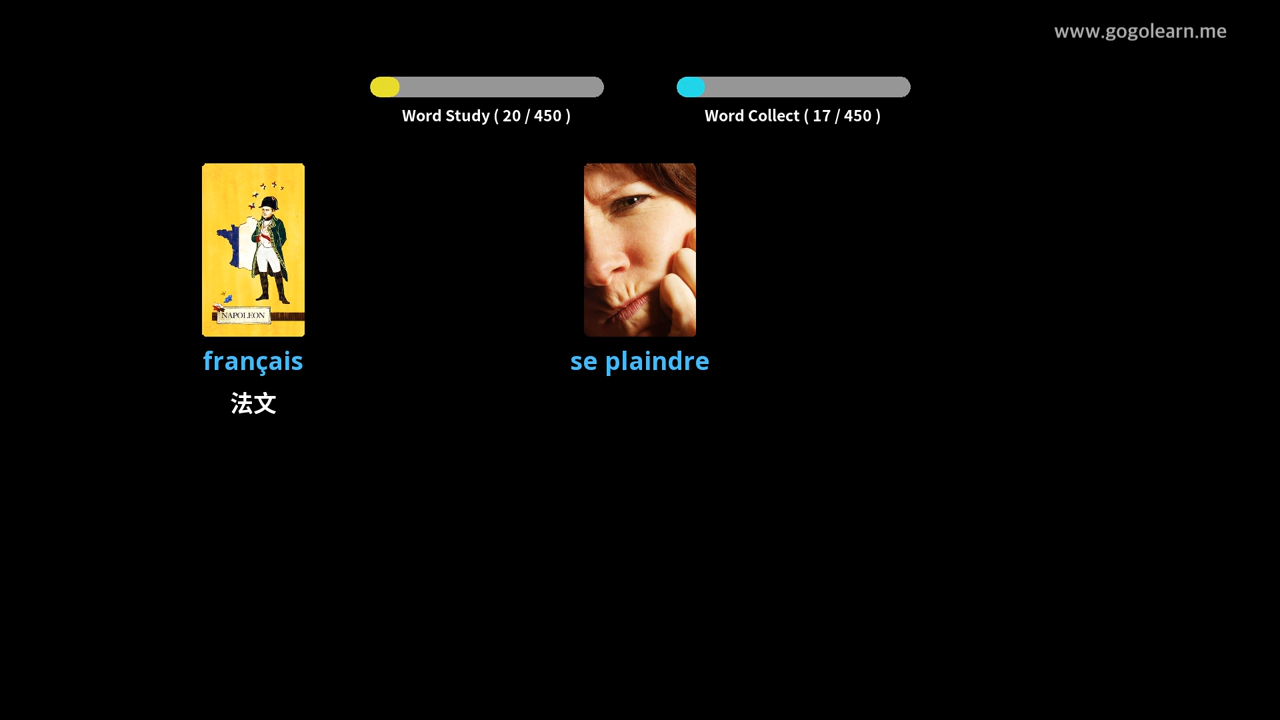 www.gogolearn.me
Word Study ( 20 / 450 )
Word Collect ( 17 / 450 )
NAPOLEON
français
se plaindre
法文